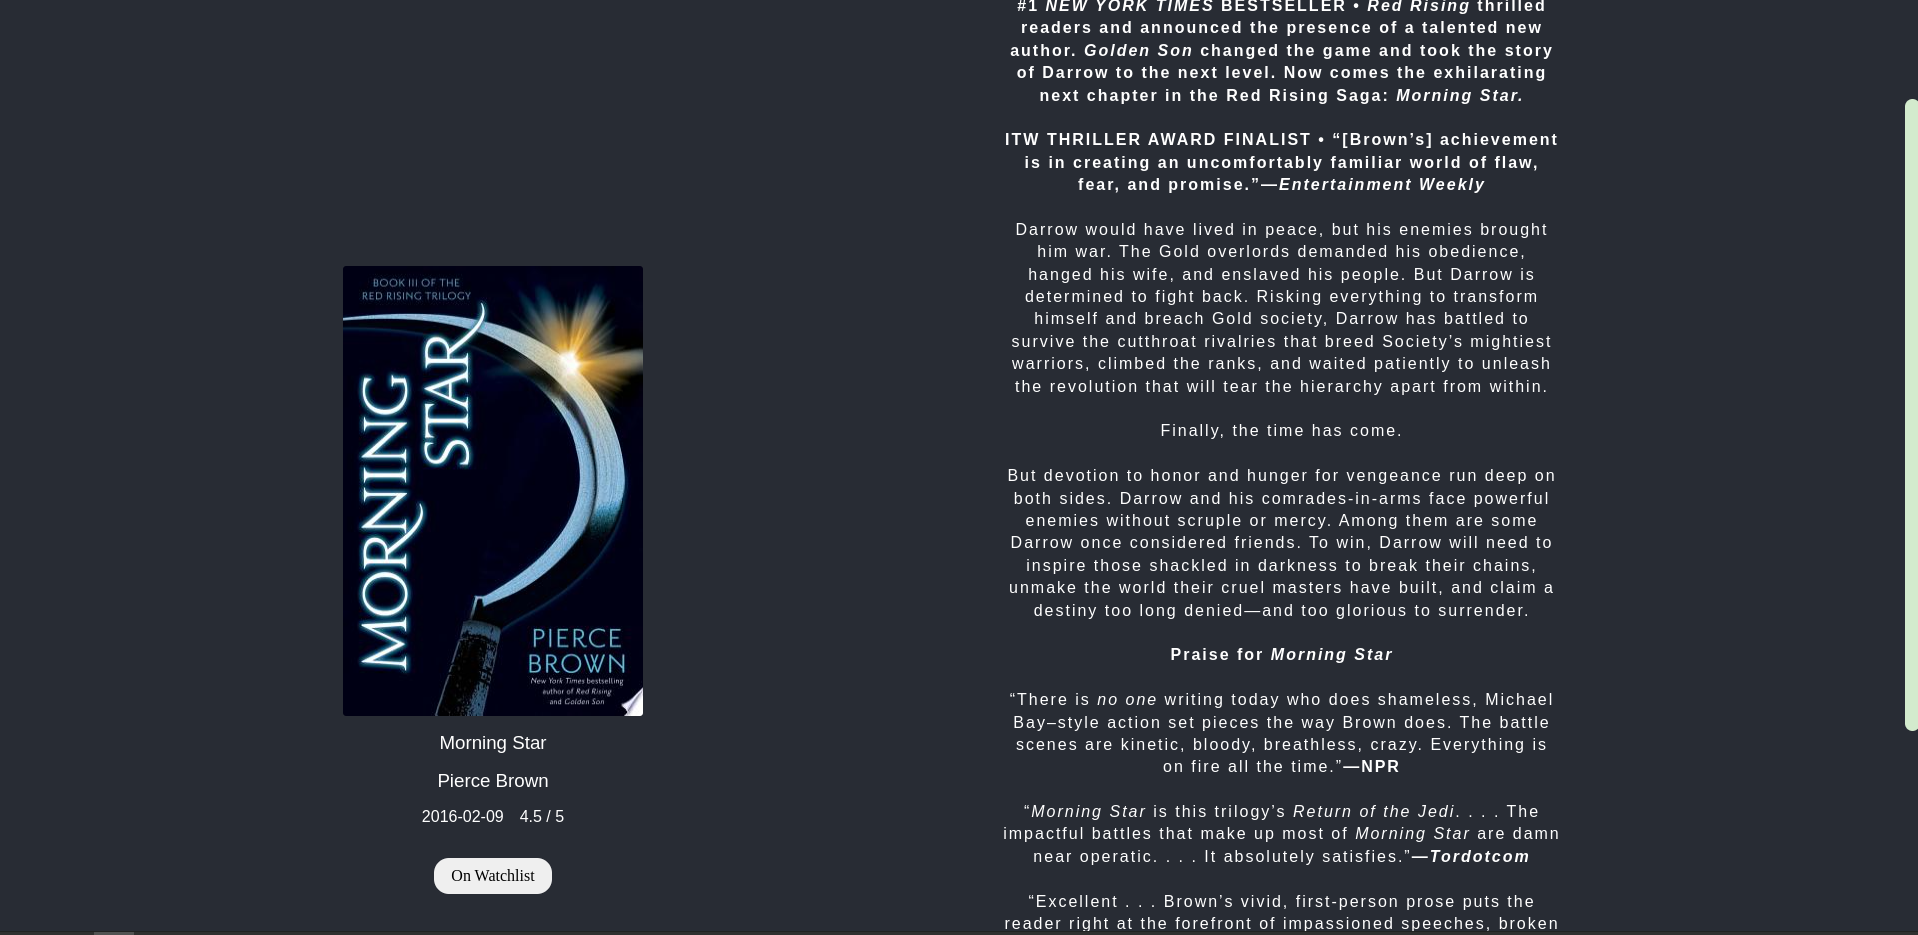 #1 NEW YORK TIMES BESTSELLER • Red Rising thrilled
readers and announced the presence of a talented new
author. Golden Son changed the game and took the story
of Darrow to the next level. Now comes the exhilarating
next chapter in the Red Rising Saga: Morning Star.
ITW THRILLER AWARD FINALIST • “[Brown’s] achievement
is in creating an uncomfortably familiar world of flaw,
fear, and promise.”—Entertainment Weekly
Darrow would have lived in peace, but his enemies brought
him war. The Gold overlords demanded his obedience,
hanged his wife, and enslaved his people. But Darrow is
determined to fight back. Risking everything to transform
himself and breach Gold society, Darrow has battled to
survive the cutthroat rivalries that breed Society’s mightiest
warriors, climbed the ranks, and waited patiently to unleash
the revolution that will tear the hierarchy apart from within.
Finally, the time has come.
But devotion to honor and hunger for vengeance run deep on
both sides. Darrow and his comrades-in-arms face powerful
enemies without scruple or mercy. Among them are some
Darrow once considered friends. To win, Darrow will need to
inspire those shackled in darkness to break their chains,
unmake the world their cruel masters have built, and claim a
destiny too long denied—and too glorious to surrender.
Praise for Morning Star
“There is no one writing today who does shameless, Michael
Bay–style action set pieces the way Brown does. The battle
scenes are kinetic, bloody, breathless, crazy. Everything is
on fire all the time.”—NPR
“Morning Star is this trilogy’s Return of the Jedi. . . . The
impactful battles that make up most of Morning Star are damn
near operatic. . . . It absolutely satisfies.”—Tordotcom
“Excellent . . . Brown’s vivid, first-person prose puts the
reader right at the forefront of impassioned speeches, broken
BOOK III OF THE
RED RISING TRILOGY
MORNING
STAR
PIERCE
BROWN
New York Times bestselling
author of Red Rising
and Golden Son
Morning Star
Pierce Brown
2016-02-09 4.5 / 5
On Watchlist